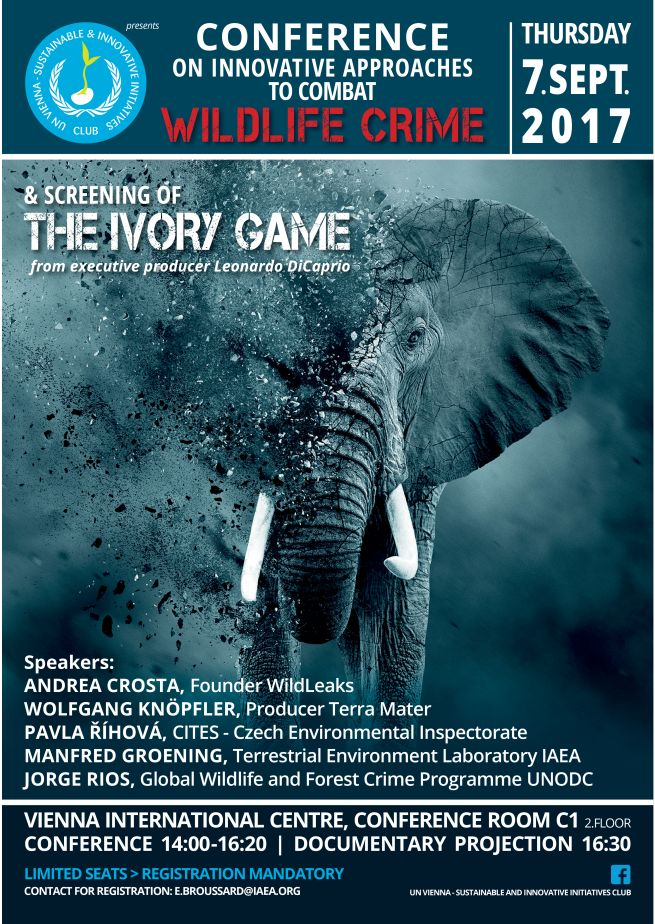 UN VIENNA - SUSTAINABLE & INNOVATIVE INITIATIVES
CLUB
presents
CONFERENCE
ON INNOVATIVE APPROACHES
TO COMBAT
WILDLIFE CRIME
THURSDAY
7.SEPT.
2017
& SCREENING OF
THE IVORY GAME
from executive producer Leonardo DiCaprio
Speakers:
ANDREA CROSTA, Founder WildLeaks
WOLFGANG KNÖPFLER, Producer Terra Mater
PAVLA ŘÍHOVÁ, CITES - Czech Environmental Inspectorate
MANFRED GROENING, Terrestrial Environment Laboratory IAEA
JORGE RIOS, Global Wildlife and Forest Crime Programme UNODC
VIENNA INTERNATIONAL CENTRE, CONFERENCE ROOM C1 2.FLOOR
CONFERENCE 14:00-16:20 | DOCUMENTARY PROJECTION 16:30
LIMITED SEATS > REGISTRATION MANDATORY
CONTACT FOR REGISTRATION: E.BROUSSARD@IAEA.ORG
f
UN VIENNA - SUSTAINABLE AND INNOVATIVE INITIATIVES CLUB